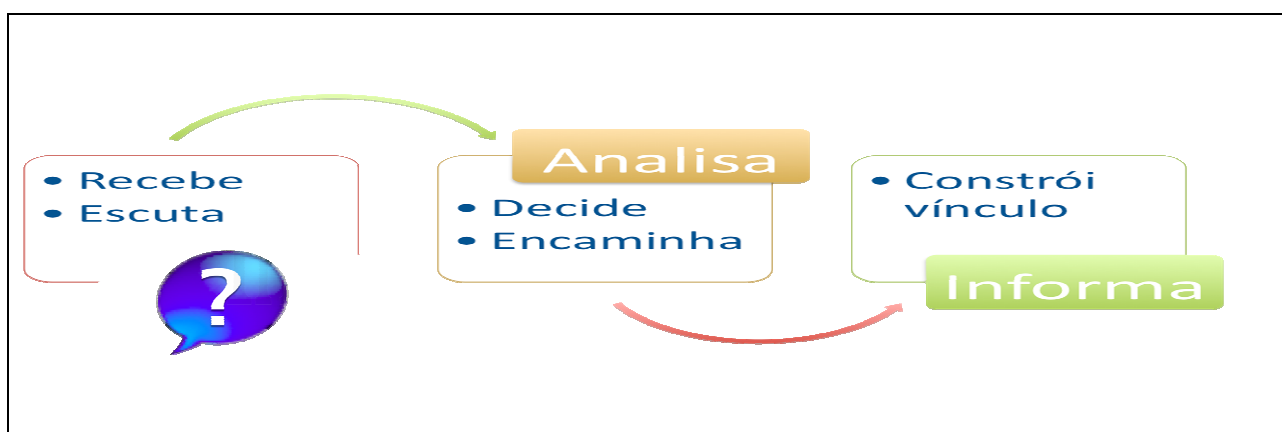 • Recebe
• Escuta
?
Analisa
• Decide
• Encaminha
• Constrói
vínculo
Informa